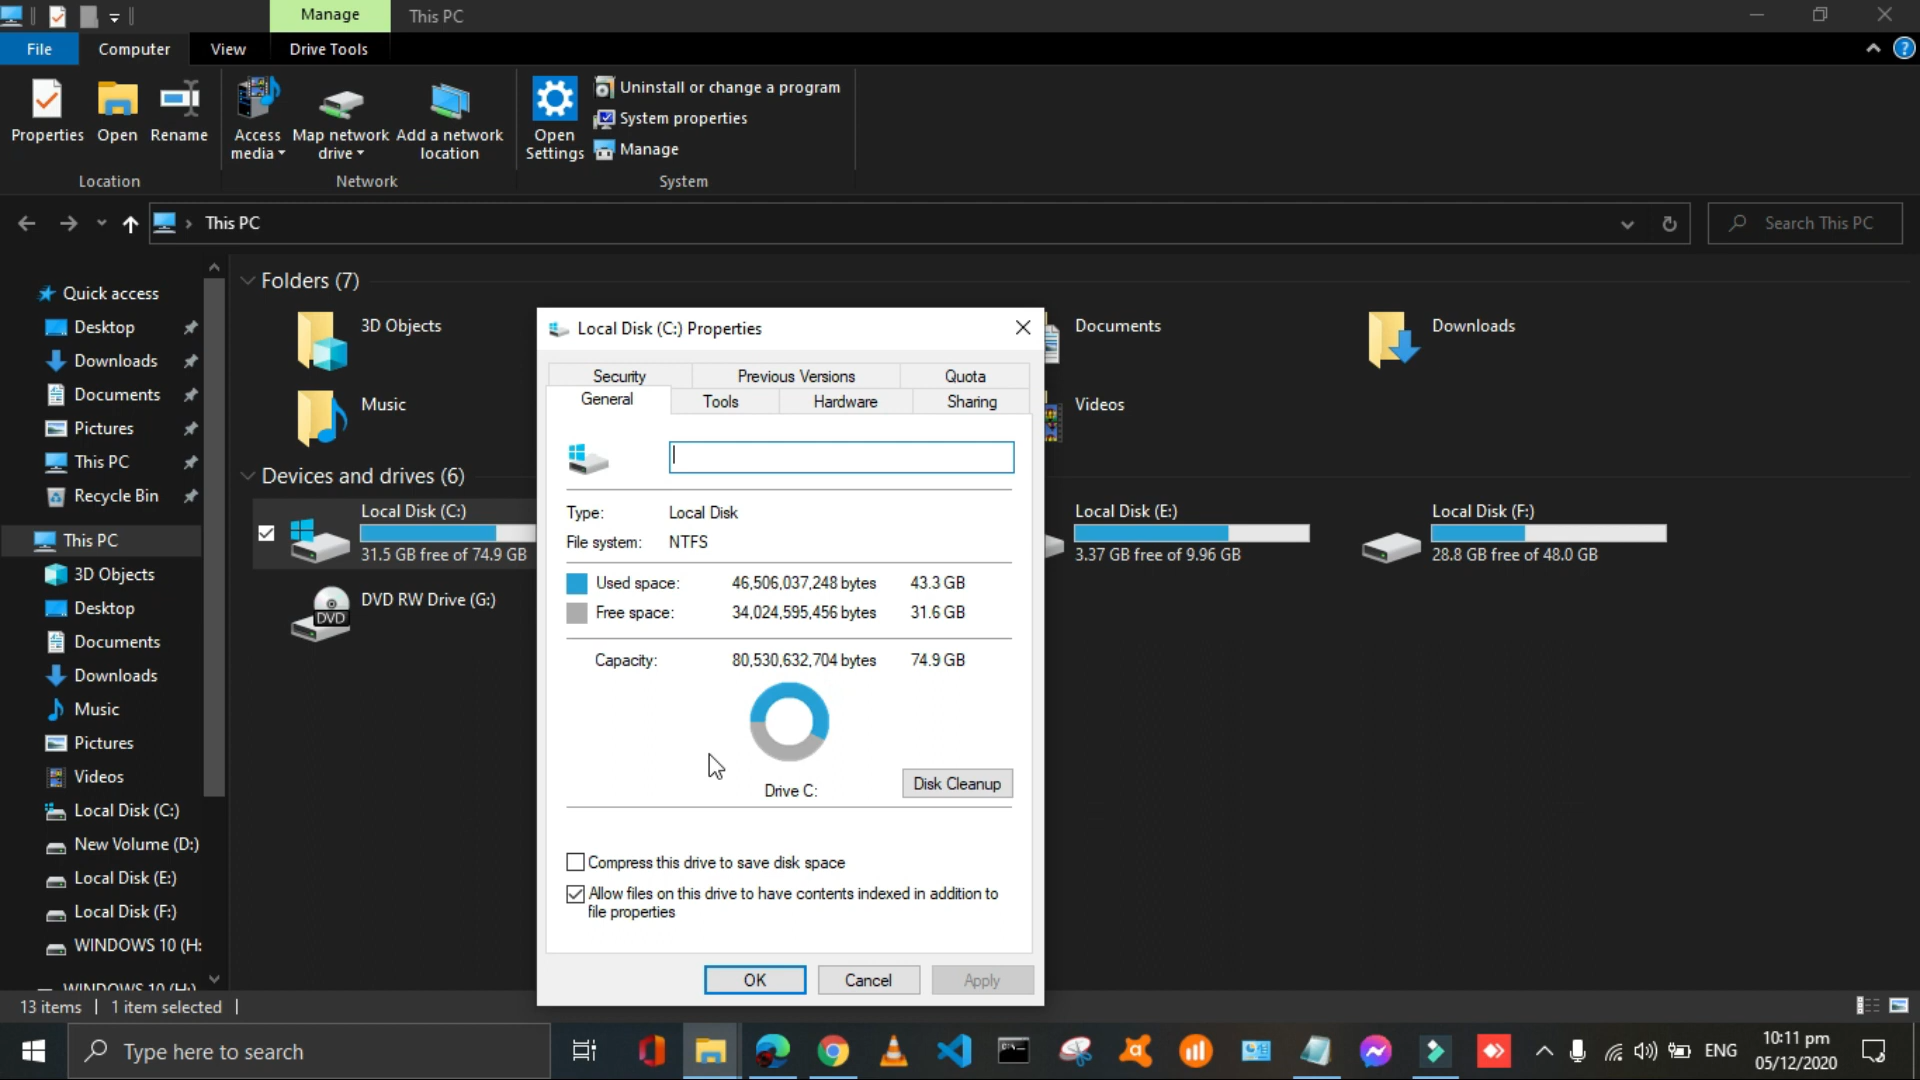 Manage
This PC
File
Computer
View
Drive Tools
Properties
Open
Rename
Access media
Map network drive
Add a network location
Open Settings
Uninstall or change a program
System properties
Manage
Location
Network
System
This PC
Search This PC
Quick access
Desktop
Downloads
Documents
Pictures
This PC
Recycle Bin
This PC
3D Objects
Desktop
Documents
Downloads
Music
Pictures
Videos
Local Disk (C:)
New Volume (D:)
Local Disk (E:)
Local Disk (F:)
WINDOWS 10 (H:
WINDOWS 10 (H:)
Folders (7)
3D Objects
Documents
Downloads
Music
Videos
Devices and drives (6)
Local Disk (C:)
31.5 GB free of 74.9 GB
Local Disk (E:)
3.37 GB free of 9.96 GB
Local Disk (F:)
28.8 GB free of 48.0 GB
DVD
DVD RW Drive (G:)
Local Disk (C:) Properties
Security
Previous Versions
Quota
General
Tools
Hardware
Sharing
Type: Local Disk
File system: NTFS
Used space: 46,506,037,248 bytes 43.3 GB
Free space: 34,024,595,456 bytes 31.6 GB
Capacity: 80,530,632,704 bytes 74.9 GB
Drive C:
Disk Cleanup
Compress this drive to save disk space
Allow files on this drive to have contents indexed in addition to
file properties
OK
Cancel
Apply
13 items
1 item selected
Type here to search
ENG
10:11 pm
05/12/2020